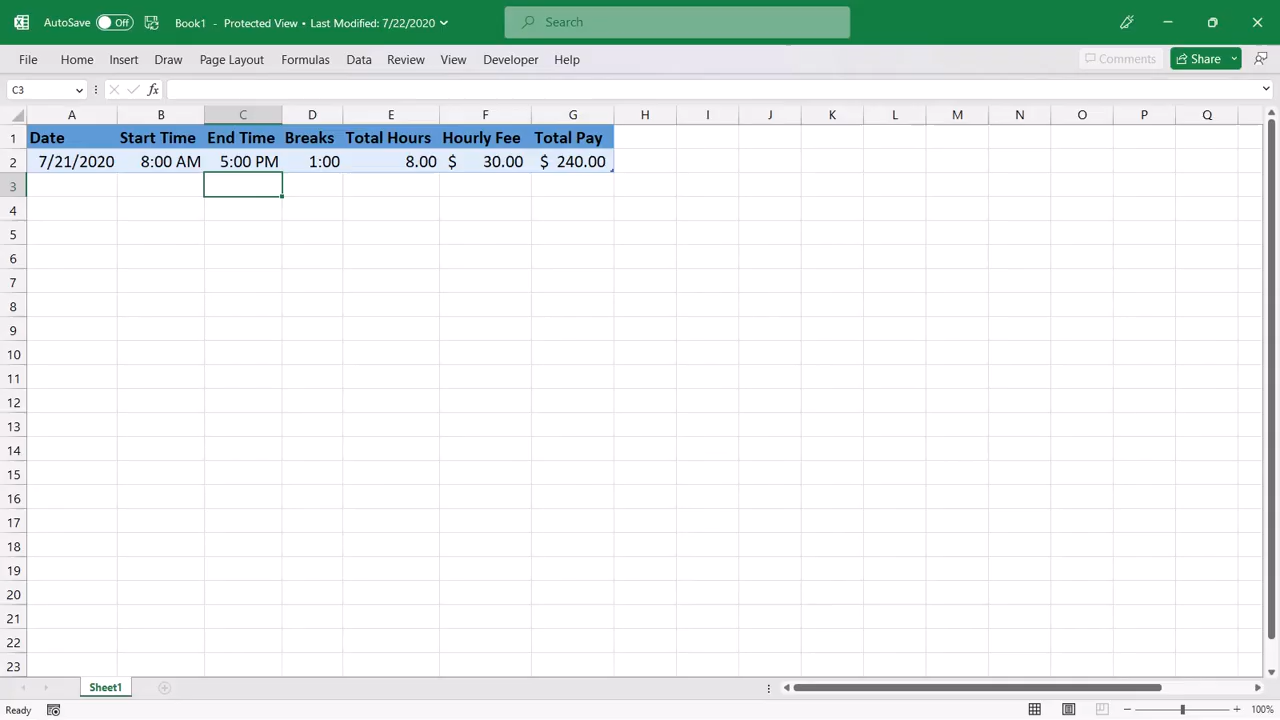 AutoSave Off Book1 - Protected View • Last Modified: 7/22/2020 Search
File Home Insert Draw Page Layout Formulas Data Review View Developer Help Comments Share
C3 fx
A B C D E F G H I J K L M N O P Q
1 Date Start Time End Time Breaks Total Hours Hourly Fee Total Pay
2 7/21/2020 8:00 AM 5:00 PM 1:00 8.00 $ 30.00 $ 240.00
3
4
5
6
7
8
9
10
11
12
13
14
15
16
17
18
19
20
21
22
23
Sheet1
Ready 100%